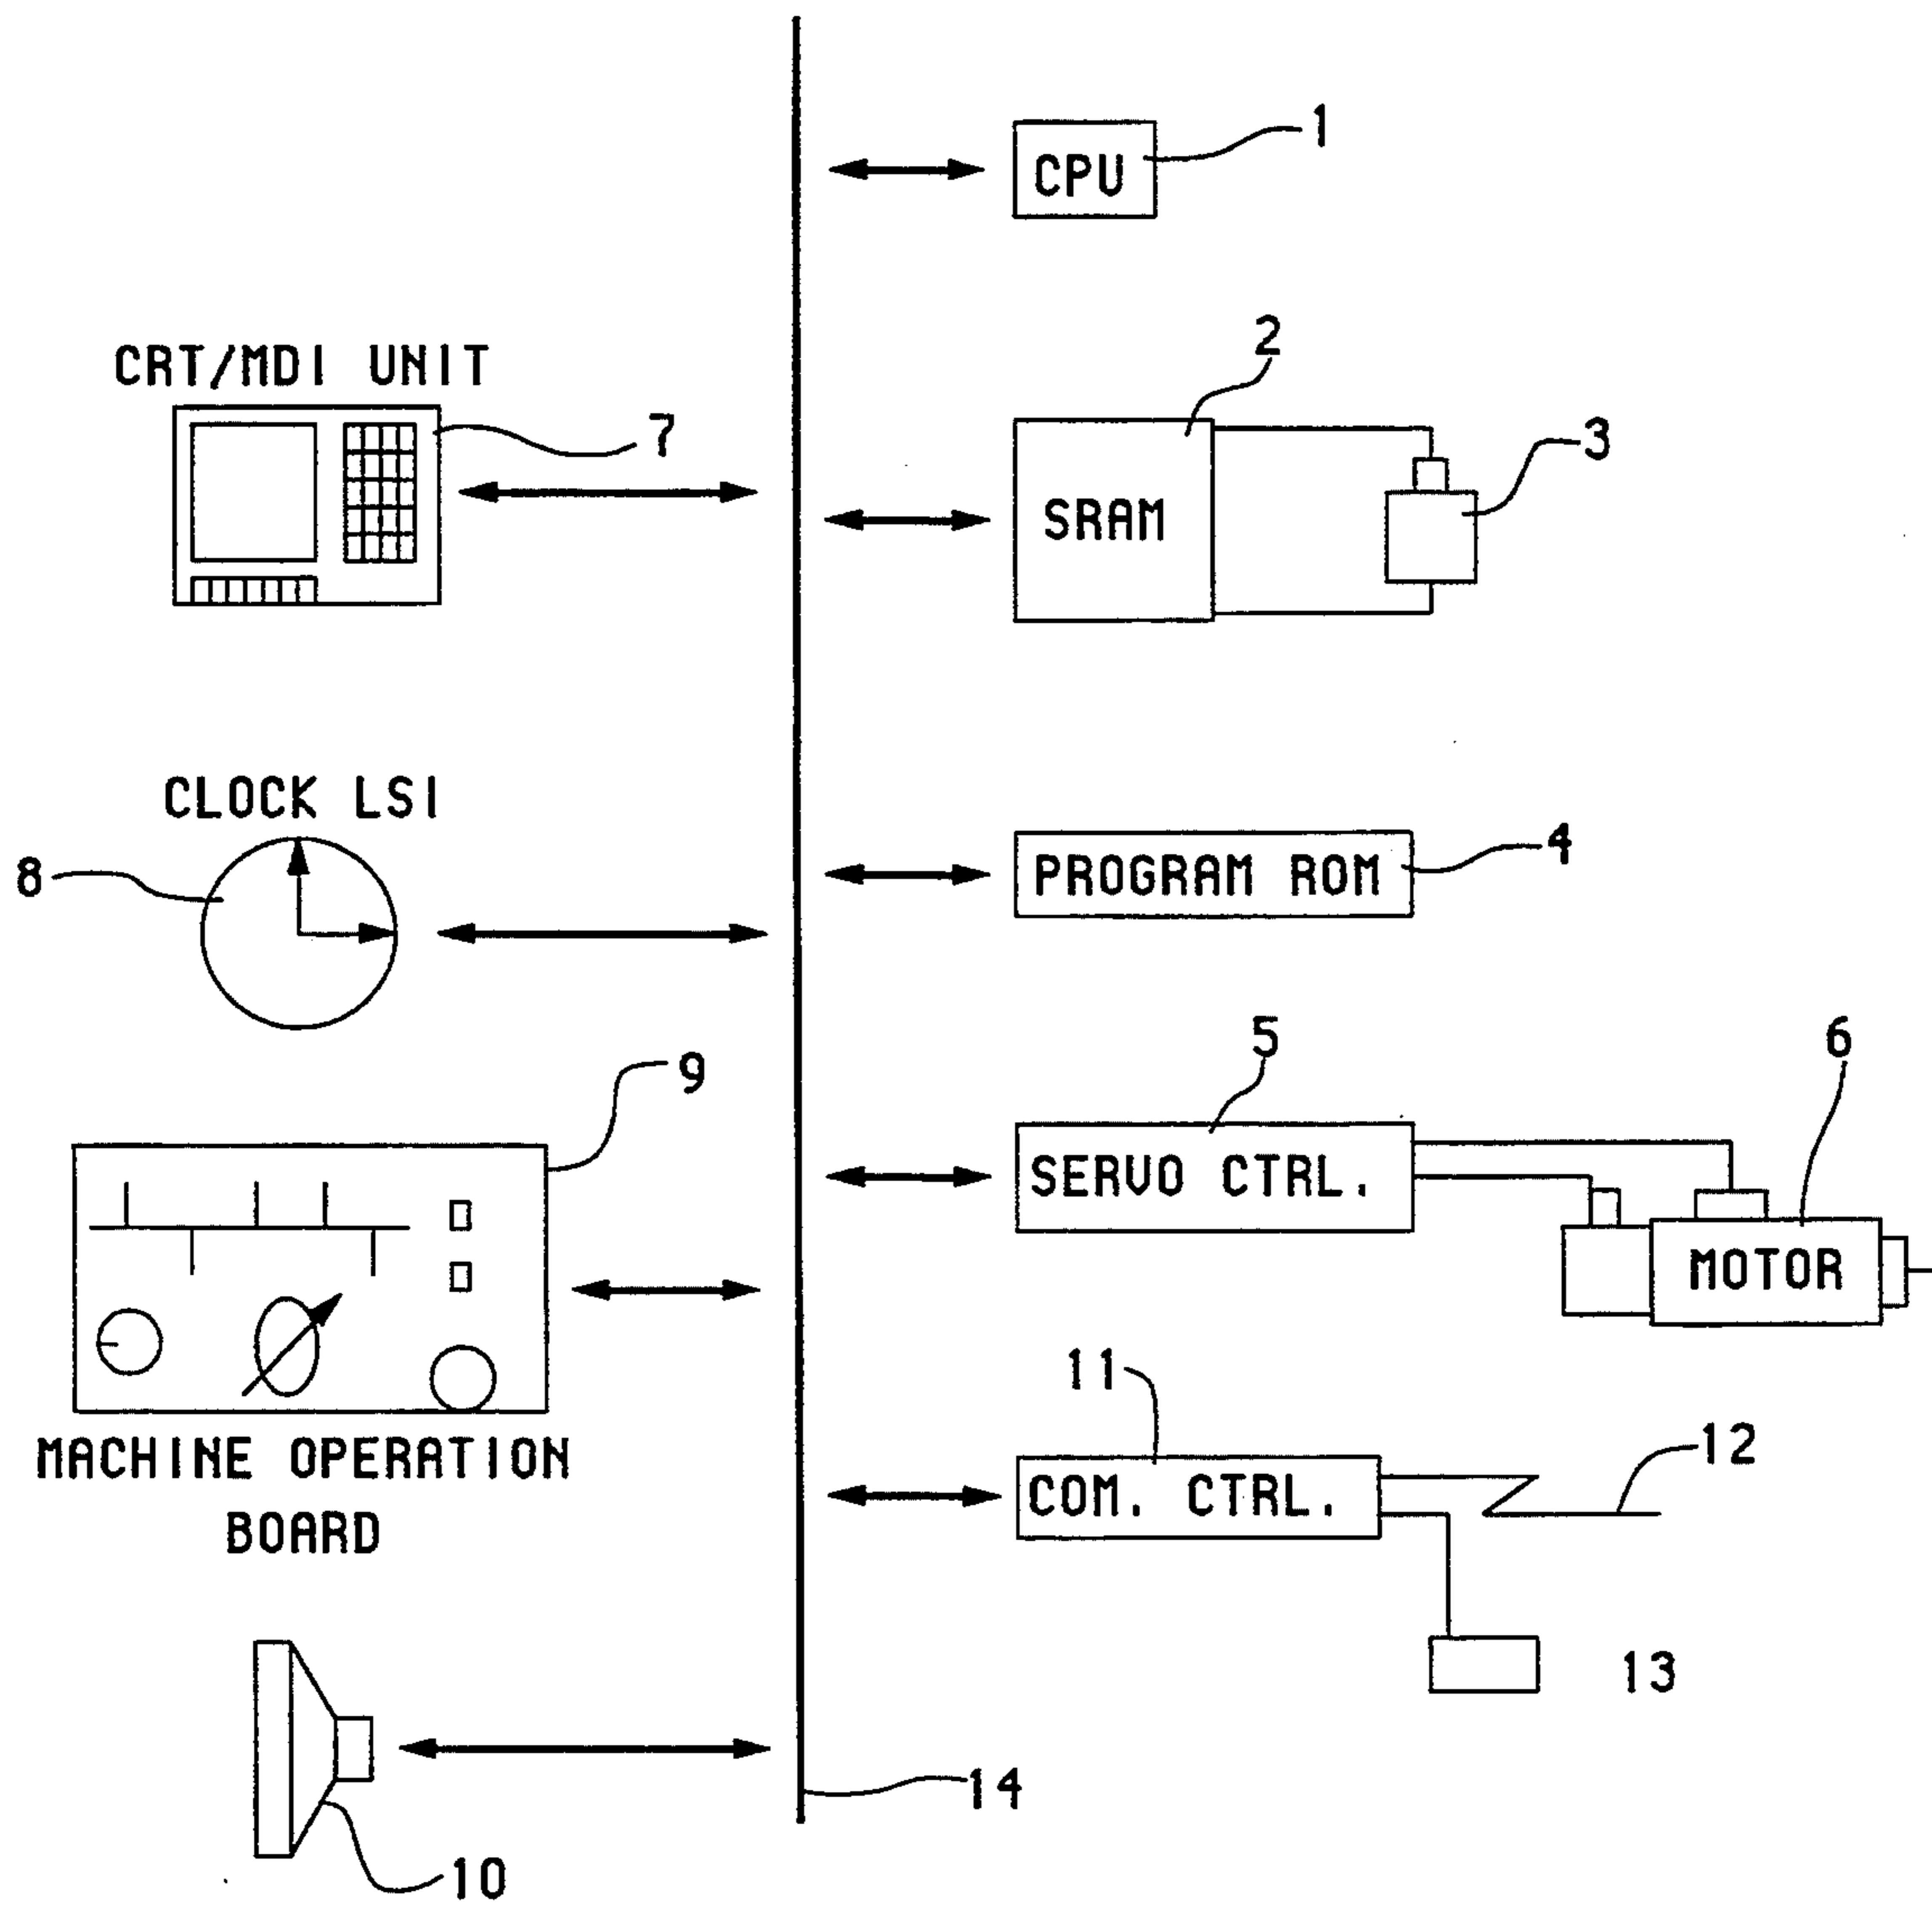 CPU
1
2
CRT/MDI UNIT
7
3
SRAM
CLOCK LSI
8
PROGRAM ROM
4
5
6
9
SERVO CTRL.
MOTOR
11
12
MACHINE OPERATION
BOARD
COM. CTRL.
13
14
10